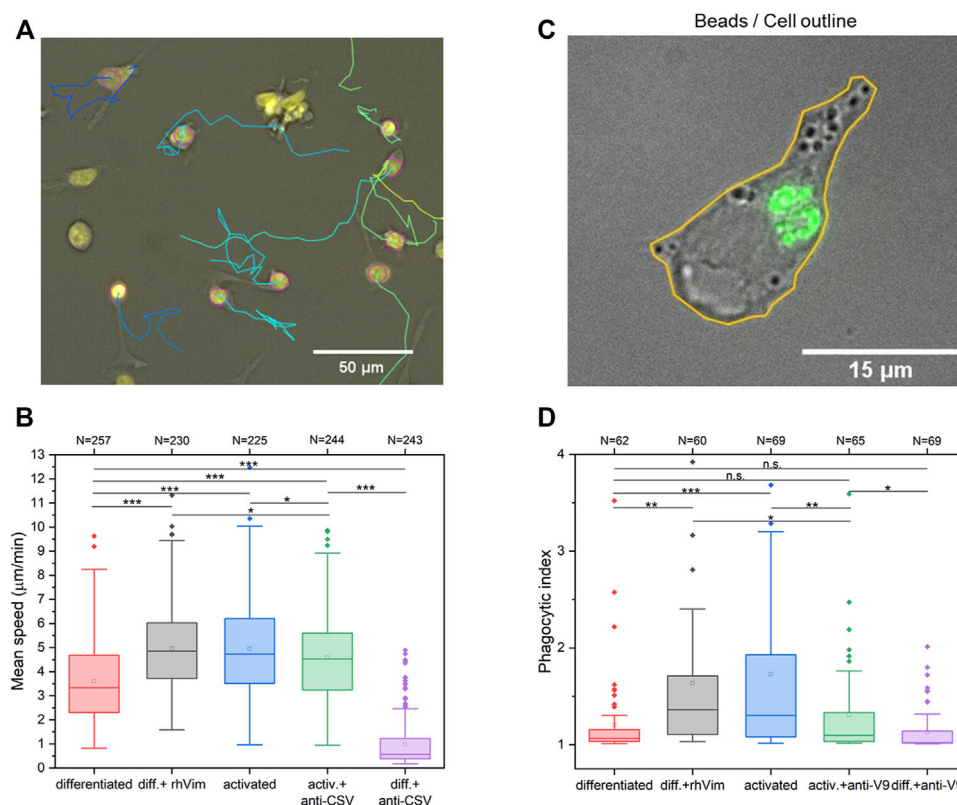 A
50 µm
Beads / Cell outline
C
15 µm
B
N=257 N=230 N=225 N=244 N=243
Mean speed (µm/min)
13
12
11
10
9
8
7
6
5
4
3
2
1
0
***
***
***
***
*
***
*
differentiated diff.+ rhVim activated activ.+ diff.+
anti-CSV anti-CSV
D
N=62 N=60 N=69 N=65 N=69
Phagocytic index
4
3
2
1
n.s.
n.s.
***
*
**
**
*
differentiated diff.+rhVim activated activ.+anti-V9 diff.+anti-V9